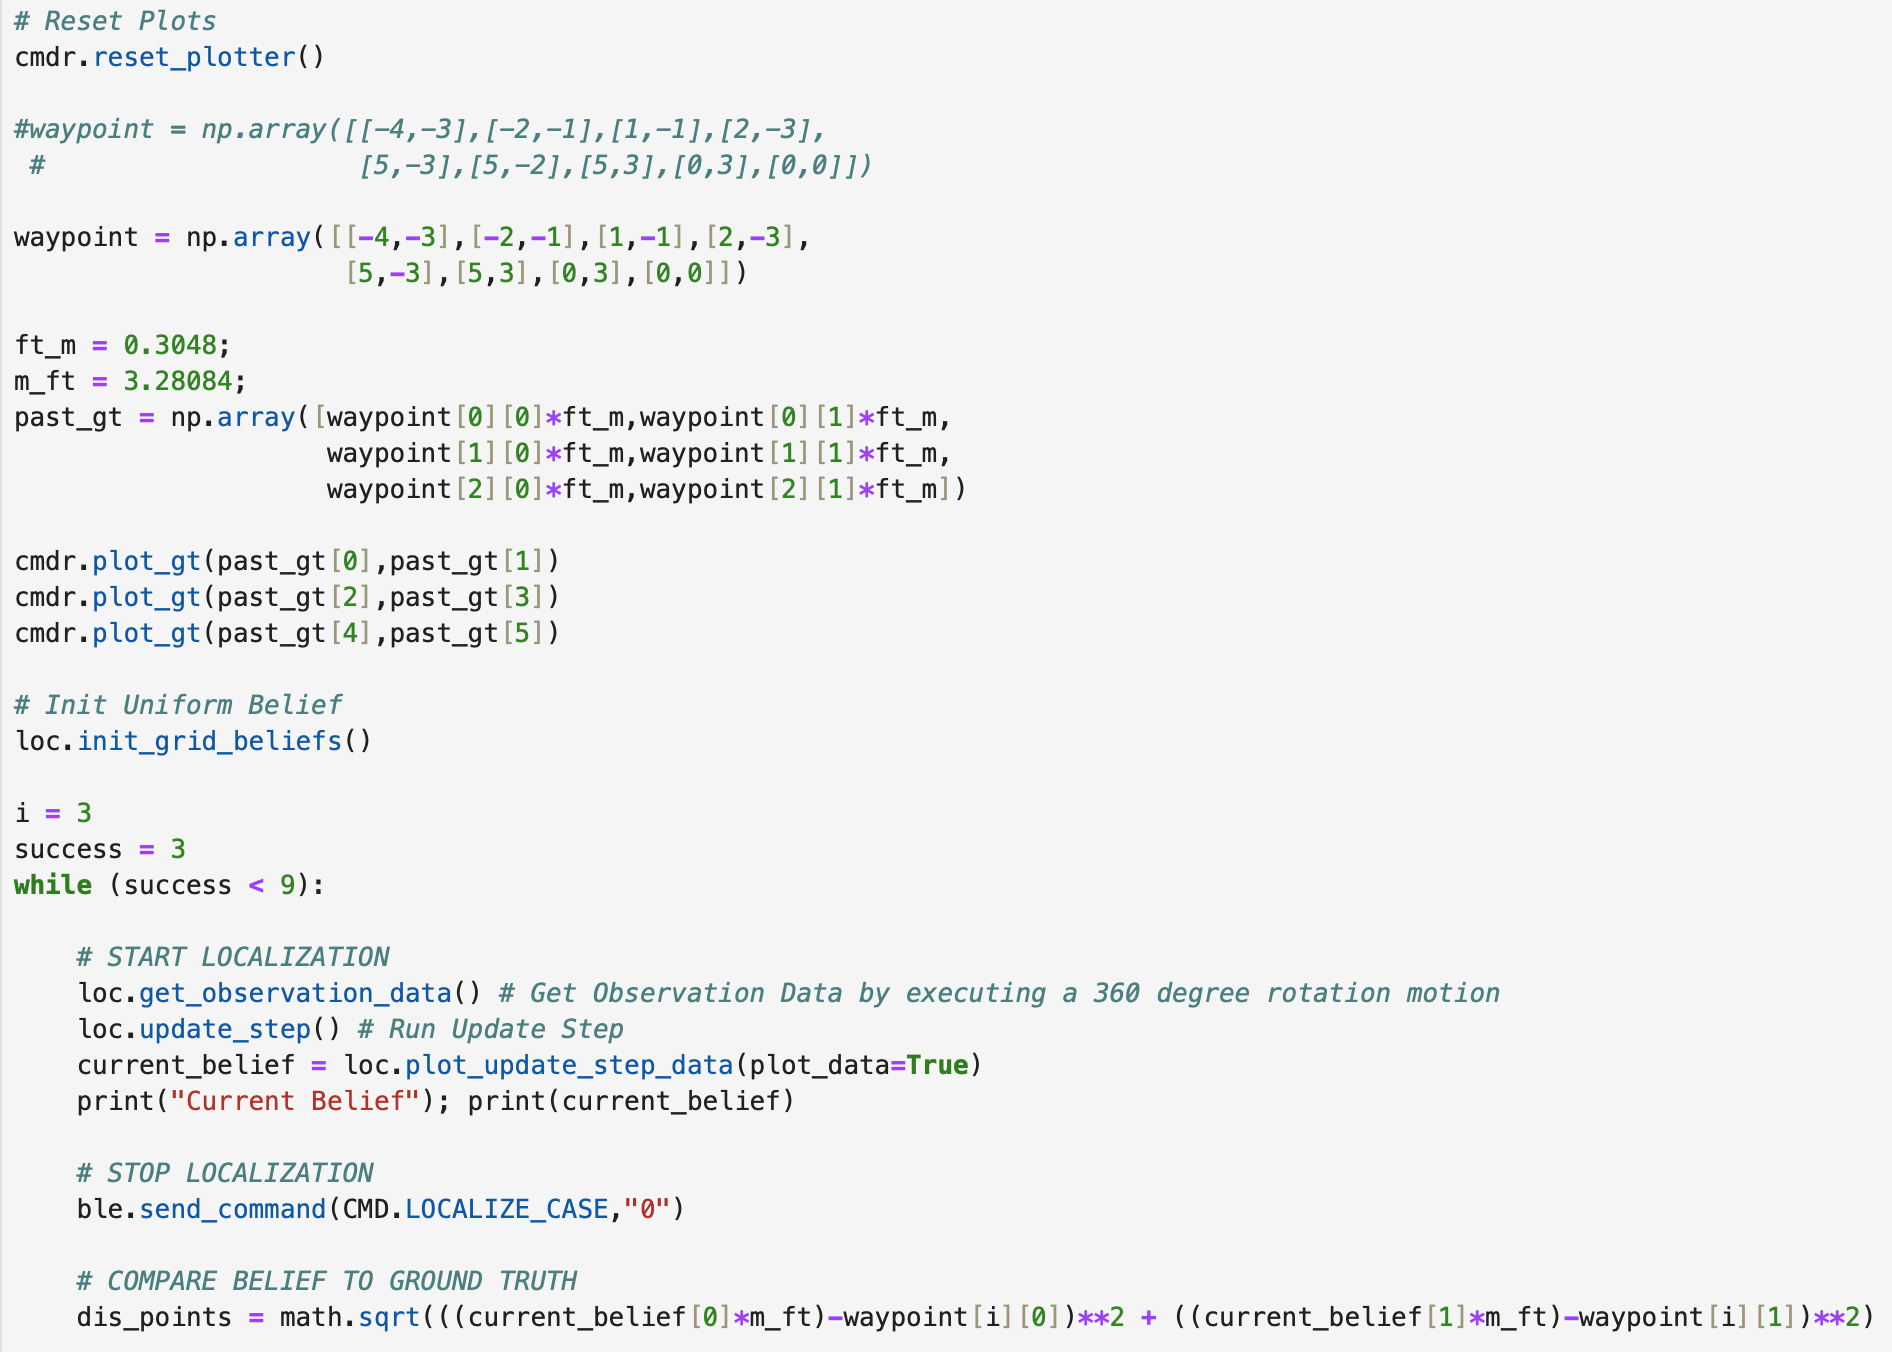 # Reset Plots
cmdr.reset_plotter()

#waypoint = np.array([[-4,-3],[-2,-1],[1,-1],[2,-3],
 #                    [5,-3],[5,-2],[5,3],[0,3],[0,0]])

waypoint = np.array([[-4,-3],[-2,-1],[1,-1],[2,-3],
                     [5,-3],[5,3],[0,3],[0,0]])

ft_m = 0.3048;
m_ft = 3.28084;
past_gt = np.array([waypoint[0][0]*ft_m,waypoint[0][1]*ft_m,
                    waypoint[1][0]*ft_m,waypoint[1][1]*ft_m,
                    waypoint[2][0]*ft_m,waypoint[2][1]*ft_m])

cmdr.plot_gt(past_gt[0],past_gt[1])
cmdr.plot_gt(past_gt[2],past_gt[3])
cmdr.plot_gt(past_gt[4],past_gt[5])

# Init Uniform Belief
loc.init_grid_beliefs()

i = 3
success = 3
while (success < 9):

    # START LOCALIZATION
    loc.get_observation_data() # Get Observation Data by executing a 360 degree rotation motion
    loc.update_step() # Run Update Step
    current_belief = loc.plot_update_step_data(plot_data=True)
    print("Current Belief"); print(current_belief)

    # STOP LOCALIZATION
    ble.send_command(CMD.LOCALIZE_CASE,"0")

    # COMPARE BELIEF TO GROUND TRUTH
    dis_points = math.sqrt(((current_belief[0]*m_ft)-waypoint[i][0])**2 + ((current_belief[1]*m_ft)-waypoint[i][1])**2)